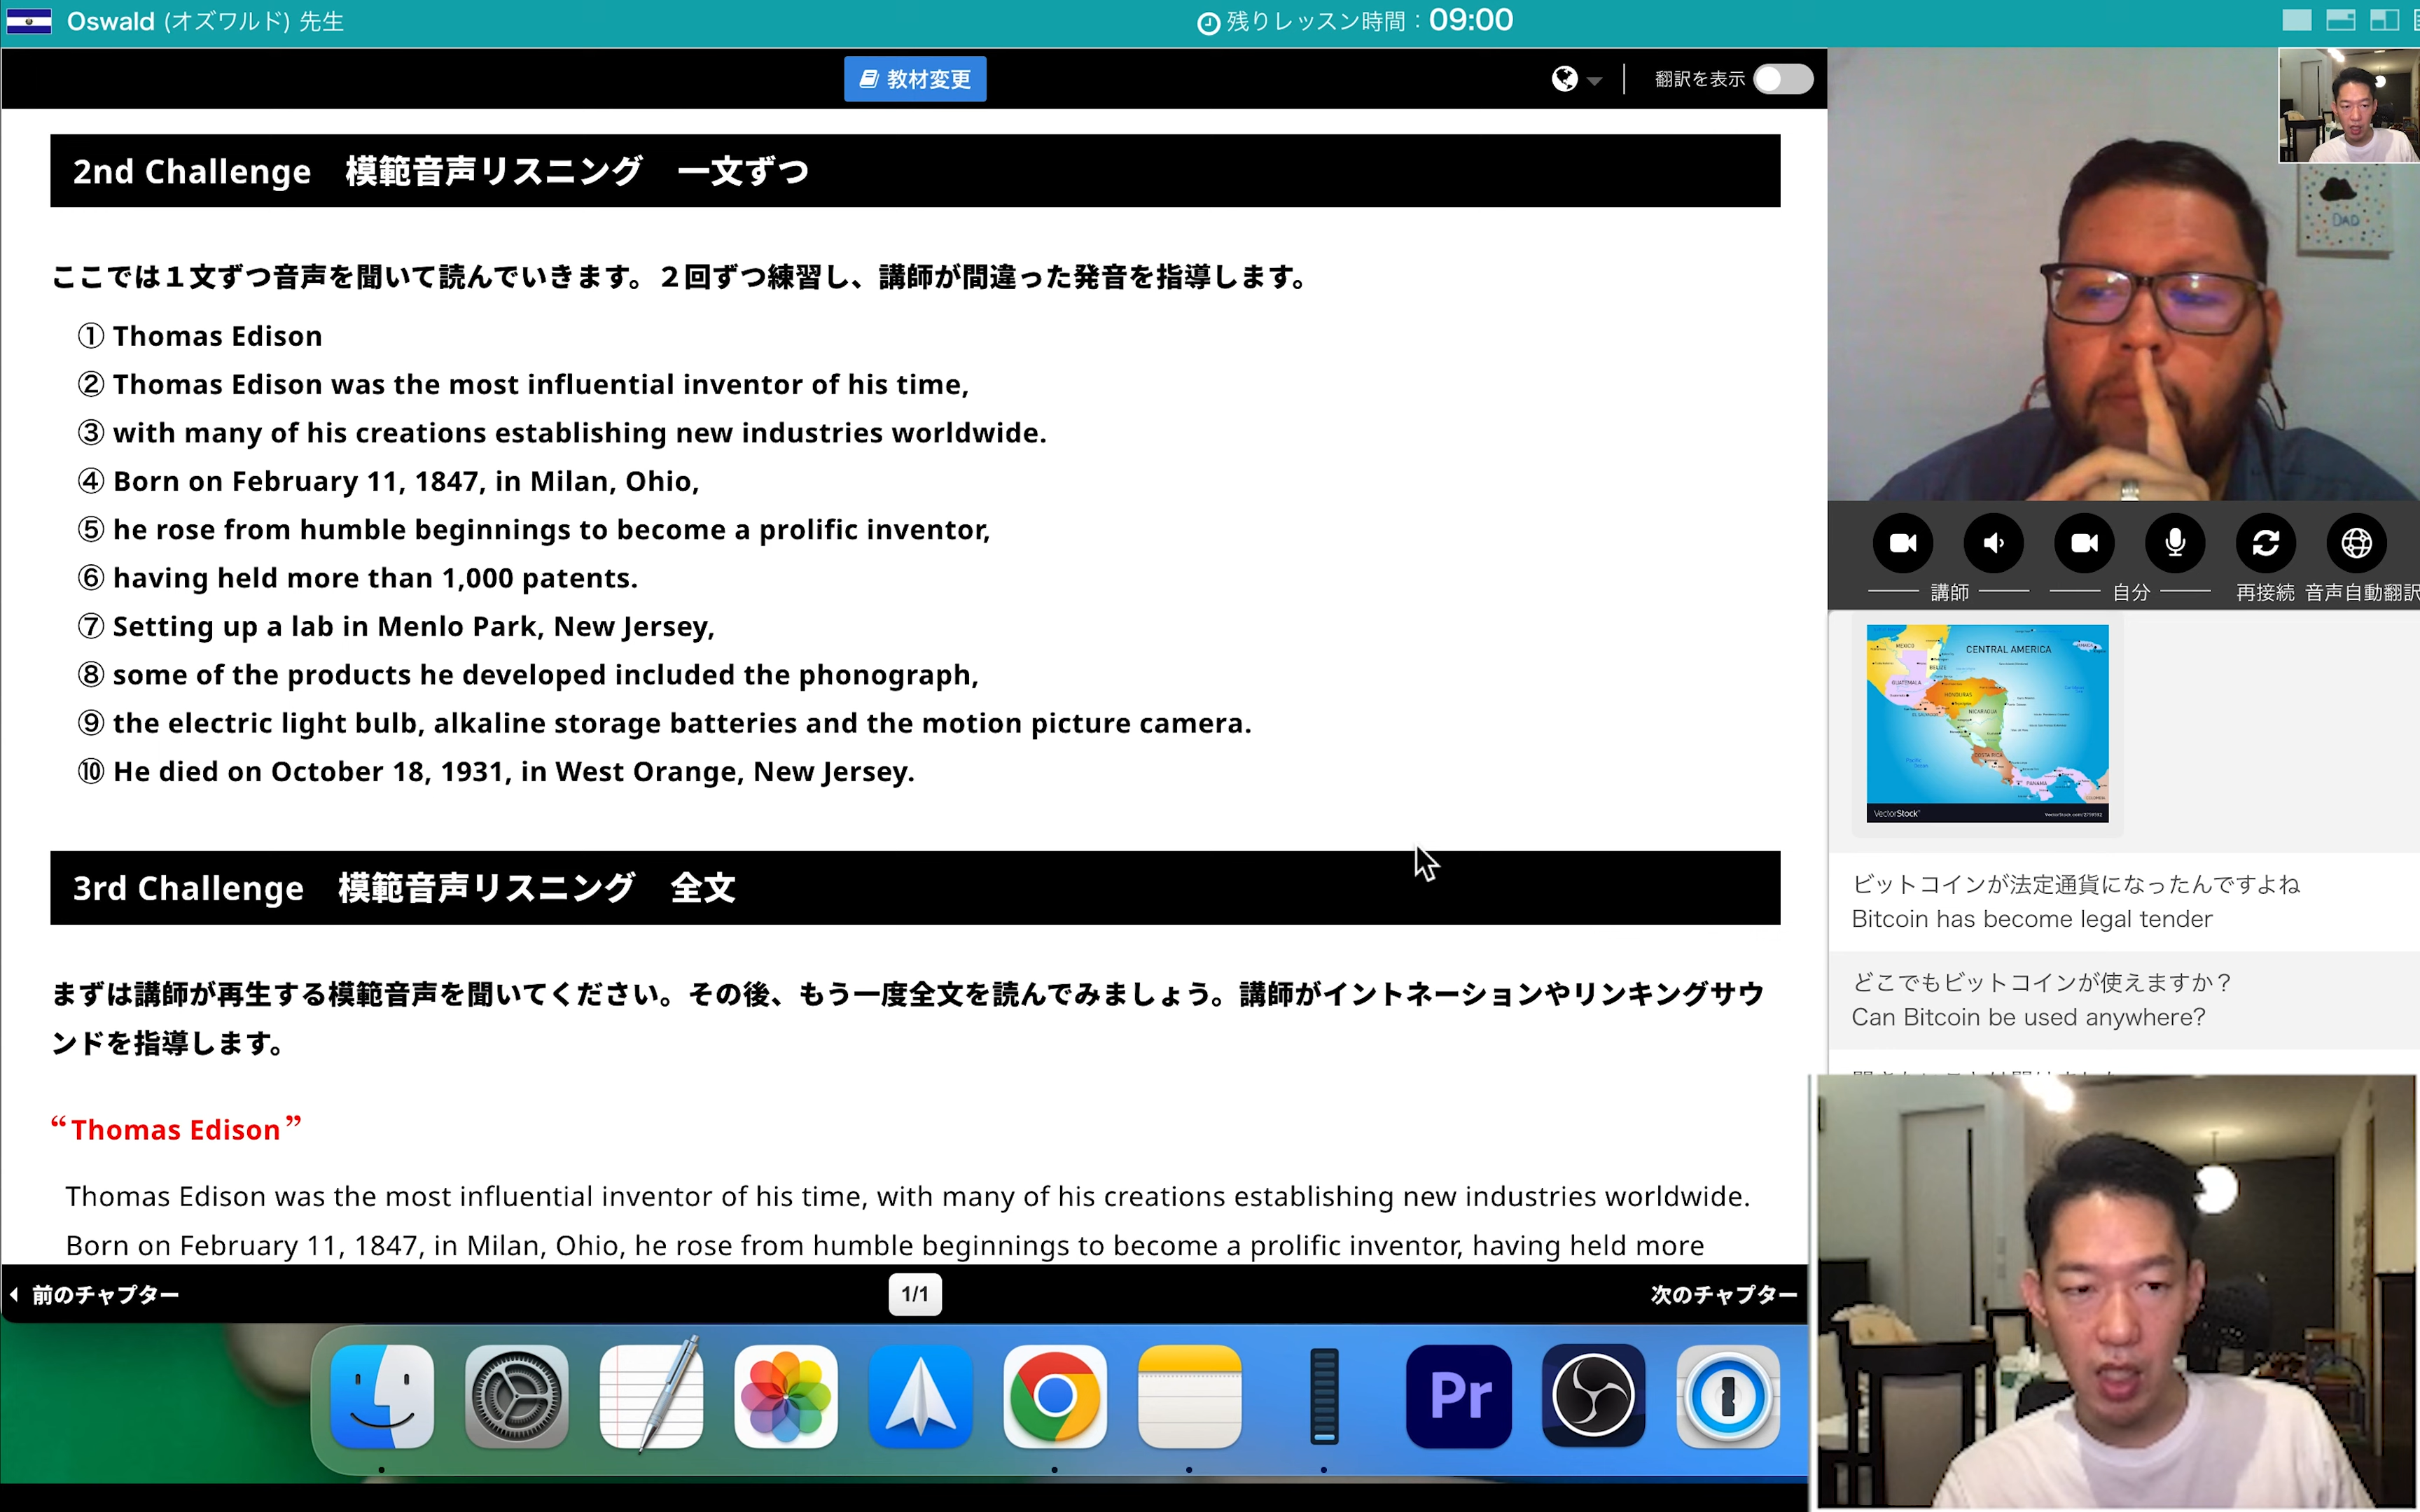 Oswald (オズワルド) 先生
残りレッスン時間 : 09:00
教材変更
翻訳を表示
2nd Challenge 模範音声リスニング 一文ずつ
ここでは１文ずつ音声を聞いて読んでいきます。２回ずつ練習し、講師が間違った発音を指導します。
① Thomas Edison
② Thomas Edison was the most influential inventor of his time,
③ with many of his creations establishing new industries worldwide.
④ Born on February 11, 1847, in Milan, Ohio,
⑤ he rose from humble beginnings to become a prolific inventor,
⑥ having held more than 1,000 patents.
⑦ Setting up a lab in Menlo Park, New Jersey,
⑧ some of the products he developed included the phonograph,
⑨ the electric light bulb, alkaline storage batteries and the motion picture camera.
⑩ He died on October 18, 1931, in West Orange, New Jersey.
3rd Challenge 模範音声リスニング 全文
まずは講師が再生する模範音声を聞いてください。その後、もう一度全文を読んでみましょう。講師がイントネーションやリンキングサウ
ンドを指導します。
“Thomas Edison”
Thomas Edison was the most influential inventor of his time, with many of his creations establishing new industries worldwide.
Born on February 11, 1847, in Milan, Ohio, he rose from humble beginnings to become a prolific inventor, having held more
前のチャプター
1/1
次のチャプター
DAD
講師
自分
再接続
音声自動翻訳
CENTRAL AMERICA
MEXICO
BELIZE
GUATEMALA
HONDURAS
EL SALVADOR
NICARAGUA
COSTA RICA
PANAMA
VectorStock
ビットコインが法定通貨になったんですよね
Bitcoin has become legal tender
どこでもビットコインが使えますか？
Can Bitcoin be used anywhere?
Pr